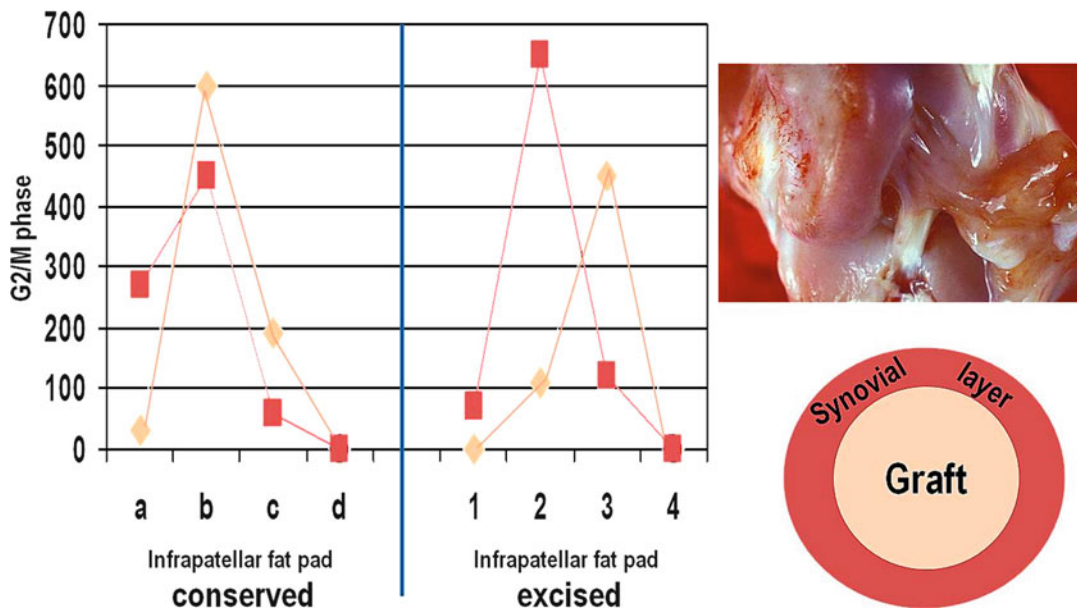 700
600
500
400
300
200
100
0
G2/M phase
a b c d
1 2 3 4
Infrapatellar fat pad
conserved
Infrapatellar fat pad
excised
Synovial layer
Graft